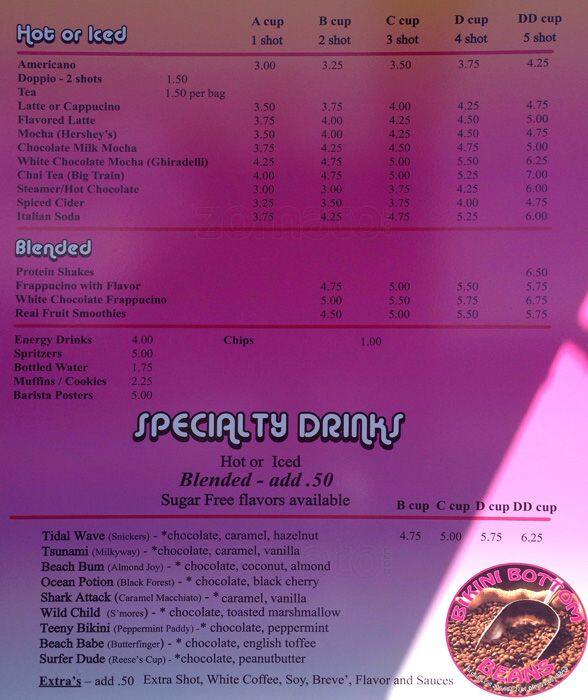 A cup B cup C cup D cup DD cup
Hot or Iced 1 shot 2 shot 3 shot 4 shot 5 shot
Americano 3.00 3.25 3.50 3.75 4.25
Doppio - 2 shots 1.50
Tea 1.50 per bag
Latte or Cappucino 3.50 3.75 4.00 4.25 4.75
Flavored Latte 3.75 4.00 4.25 4.50 5.00
Mocha (Hershey's) 3.50 4.00 4.25 4.50 4.75
Chocolate Milk Mocha 3.75 4.25 4.50 4.75 5.00
White Chocolate Mocha (Ghiradelli) 4.25 4.75 5.00 5.50 6.25
Chai Tea (Big Train) 4.00 4.75 5.00 5.25 7.00
Steamer/Hot Chocolate 3.00 3.00 3.75 4.25 6.00
Spiced Cider 3.25 3.50 3.75 4.00 4.75
Italian Soda 3.75 4.25 4.75 5.25 6.00
zomato
Blended
Protein Shakes 6.50
Frappucino with Flavor 4.75 5.00 5.50 5.75
White Chocolate Frappucino 5.00 5.50 5.75 6.75
Real Fruit Smoothies 4.50 5.00 5.50 5.75
Energy Drinks 4.00 Chips 1.00
Spritzers 5.00
Bottled Water 1.75
Muffins / Cookies 2.25
Barista Posters 5.00
SPECIALTY DRINKS
Hot or Iced
Blended - add .50
Sugar Free flavors available
B cup C cup D cup DD cup
Tidal Wave (Snickers) - *chocolate, caramel, hazelnut 4.75 5.00 5.75 6.25
Tsunami (Milkyway) - *chocolate, caramel, vanilla
Beach Bum (Almond Joy) - * chocolate, coconut, almond
Ocean Potion (Black Forest) - * chocolate, black cherry
Shark Attack (Caramel Macchiato) - * caramel, vanilla
Wild Child (S'mores) - * chocolate, toasted marshmallow
Teeny Bikini (Peppermint Paddy) -* chocolate, peppermint
Beach Babe (Butterfinger) - * chocolate, english toffee
Surfer Dude (Reese's Cup) - *chocolate, peanutbutter
Extra's – add .50 Extra Shot, White Coffee, Soy, Breve', Flavor and Sauces
BIKINI BOTTOM
BEANS